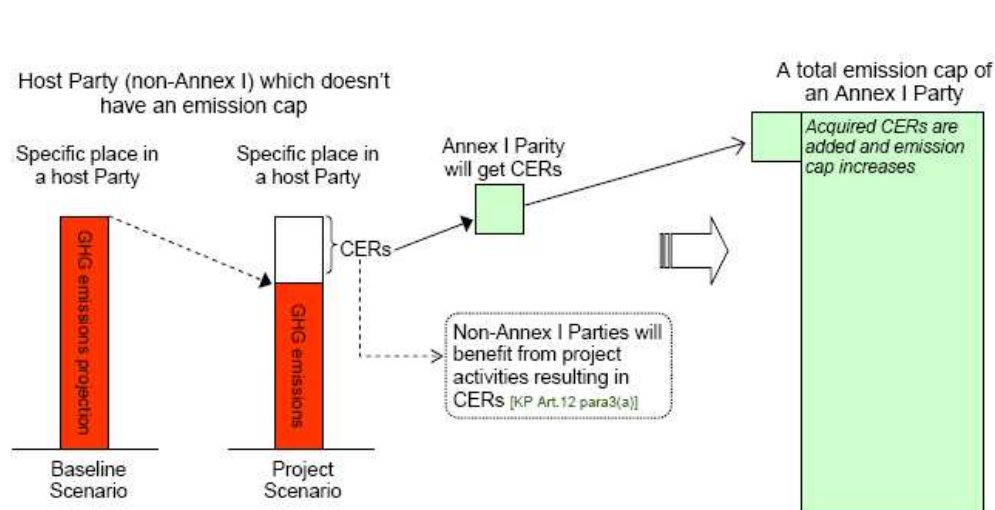 Host Party (non-Annex I) which doesn't
have an emission cap
Specific place in
a host Party
Specific place in
a host Party
GHG emissions projection
Baseline
Scenario
GHG emissions
Project
Scenario
CERs
Annex I Parity
will get CERs
Non-Annex I Parties will
benefit from project
activities resulting in
CERs [KP Art.12 para3(a)]
A total emission cap of
an Annex I Party
Acquired CERs are
added and emission
cap increases